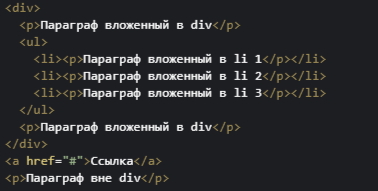 <div>
<p>Параграф вложенный в div</p>
<ul>
<li><p>Параграф вложенный в li 1</p></li>
<li><p>Параграф вложенный в li 2</p></li>
<li><p>Параграф вложенный в li 3</p></li>
</ul>
<p>Параграф вложенный в div</p>
</div>
<a href="#">Ссылка</a>
<p>Параграф вне div</p>